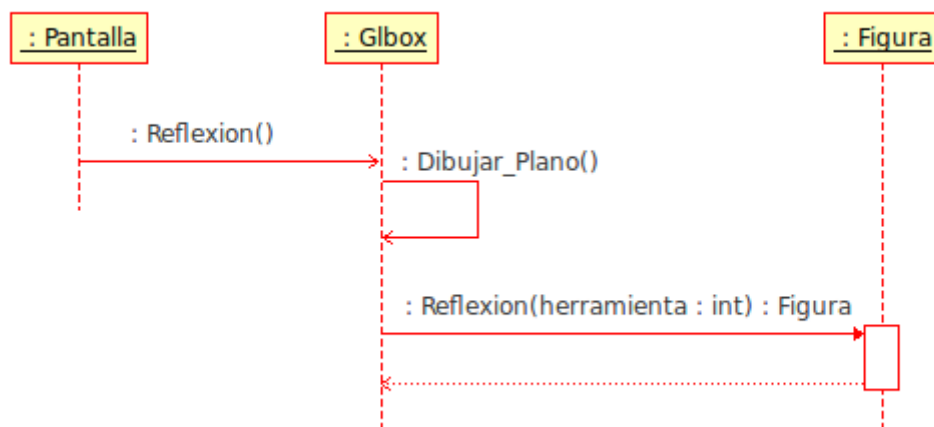 : Pantalla
: Glbox
: Figura
: Reflexion()
: Dibujar_Plano()
: Reflexion(herramienta : int) : Figura